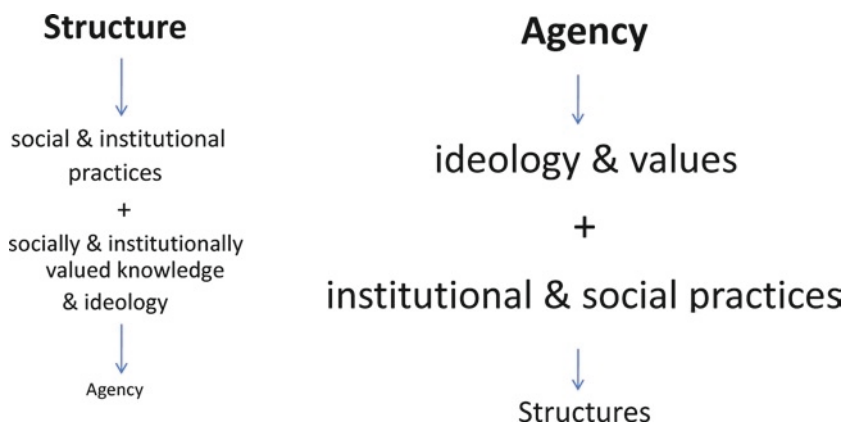 Structure
social & institutional
practices
+
socially & institutionally
valued knowledge
& ideology
Agency
Agency
ideology & values
+
institutional & social practices
Structures